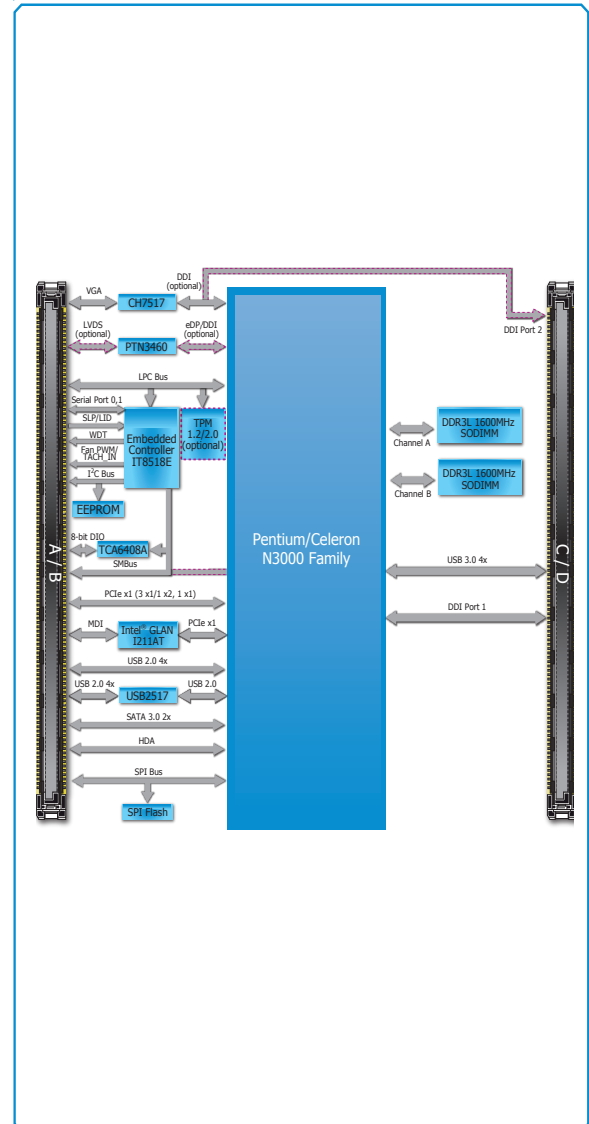 DDI
(optional)
VGA
CH7517
DDI Port 2
LVDS
(optional)
eDP/DDI
(optional)
PTN3460
LPC Bus
Serial Port 0,1
SLP/LID
WDT
Fan PWM/
TACH_IN
I²C Bus
Embedded
Controller
IT8518E
TPM
1.2/2.0
(optional)
EEPROM
8-bit DIO
TCA6408A
SMBus
PCIe x1 (3 x1/1 x2, 1 x1)
MDI
Intel® GLAN
I211AT
PCIe x1
USB 2.0 4x
USB 2.0 4x
USB2517
USB 2.0
SATA 3.0 2x
HDA
SPI Bus
SPI Flash
A / B
Pentium/Celeron
N3000 Family
Channel A
DDR3L 1600MHz
SODIMM
Channel B
DDR3L 1600MHz
SODIMM
USB 3.0 4x
DDI Port 1
C / D